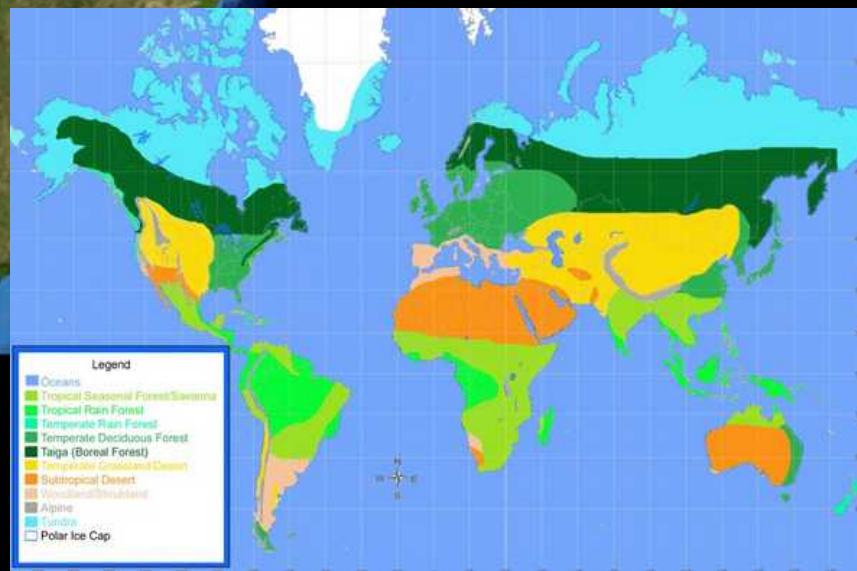 Legend
Oceans
Tropical Seasonal Forest/Savanna
Tropical Rain Forest
Temperate Rain Forest
Temperate Deciduous Forest
Taiga (Boreal Forest)
Temperate Grassland Desert
Subtropical Desert
Woodland/Shrubland
Alpine
Tundra
Polar Ice Cap
N
W E
S